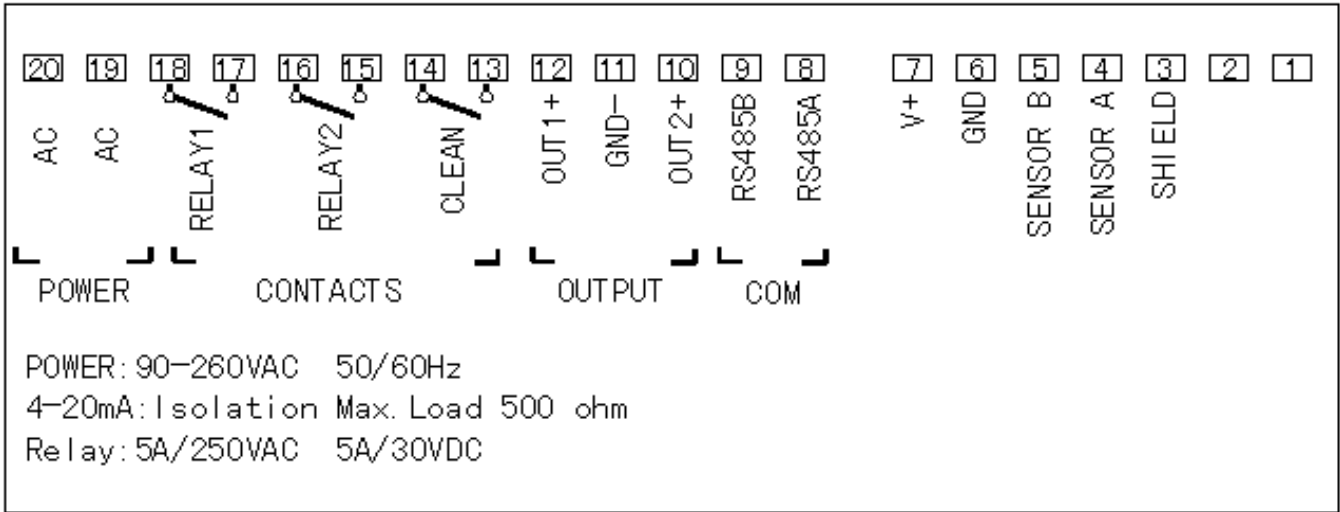 20 19 18 17 16 15 14 13 12 11 10 9 8 7 6 5 4 3 2 1
AC
AC
RELAY1
RELAY2
CLEAN
OUT1+
GND-
OUT2+
RS485B
RS485A
V+
GND
SENSOR B
SENSOR A
SHIELD
POWER CONTACTS OUTPUT COM
POWER:90-260VAC 50/60Hz
4-20mA:Isolation Max.Load 500 ohm
Relay:5A/250VAC 5A/30VDC